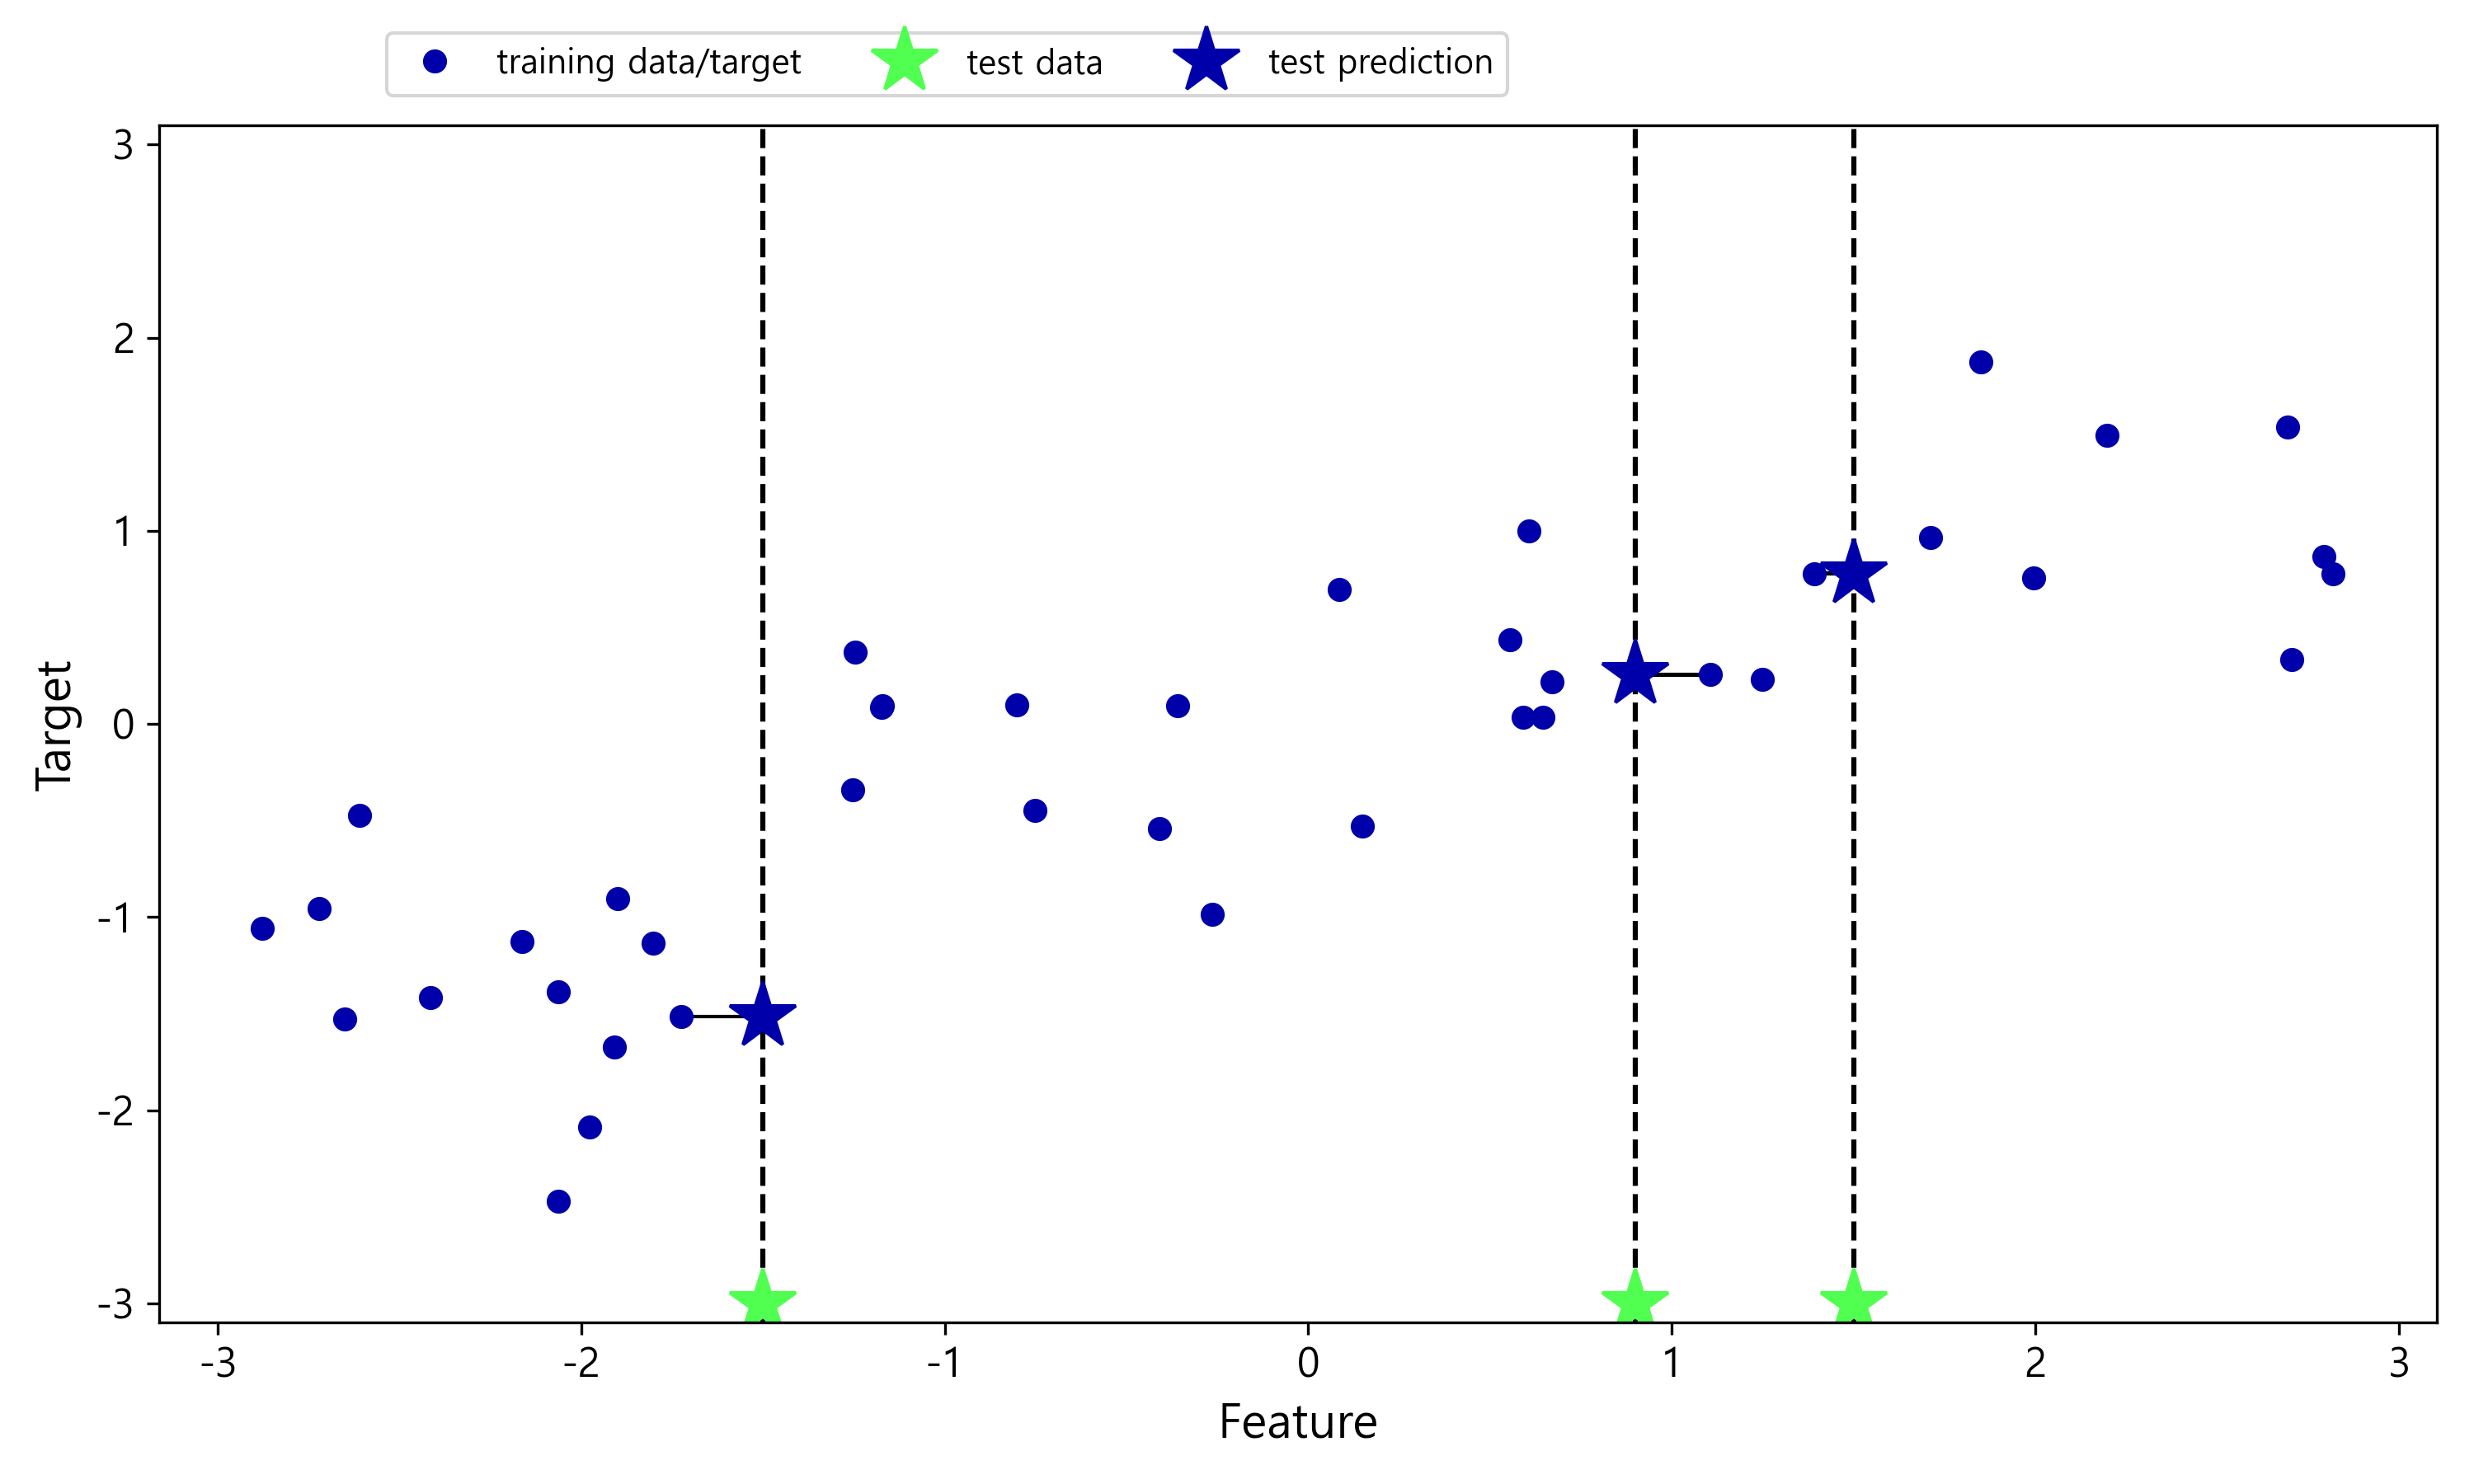 training data/target test data test prediction
3
2
1
0
-1
-2
-3
Target
-3 -2 -1 0 1 2 3
Feature